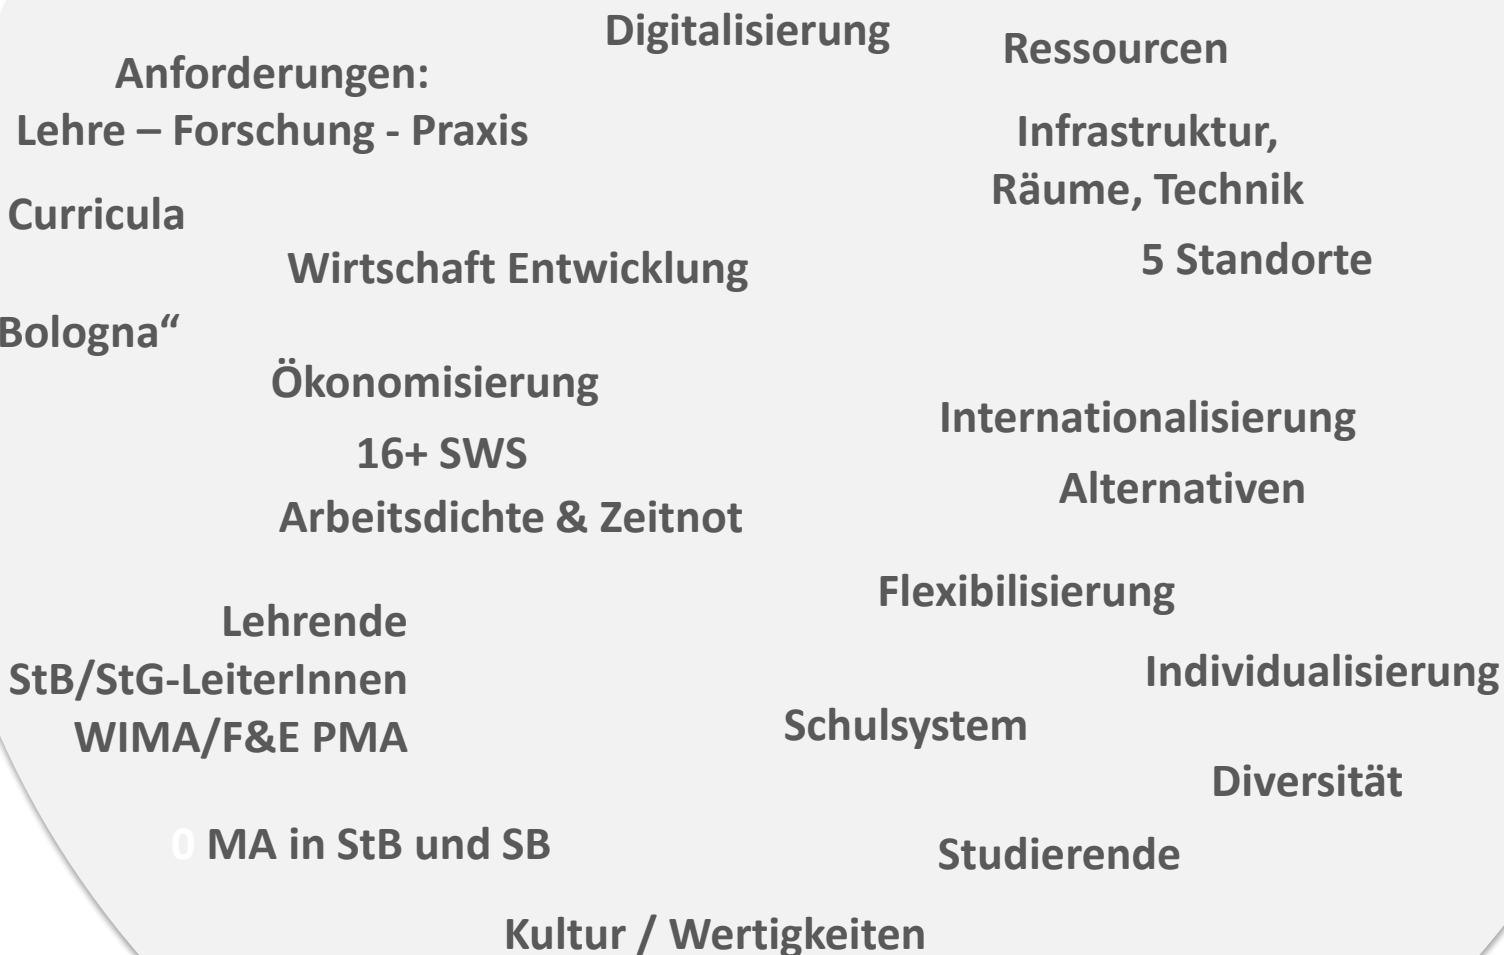 Digitalisierung
Ressourcen
Anforderungen:
Lehre – Forschung - Praxis
Infrastruktur,
Räume, Technik
Curricula
5 Standorte
Wirtschaft Entwicklung
Bologna“
Ökonomisierung
Internationalisierung
16+ SWS
Alternativen
Arbeitsdichte & Zeitnot
Flexibilisierung
Lehrende
StB/StG-LeiterInnen
WIMA/F&E PMA
Individualisierung
Schulsystem
Diversität
0 MA in StB und SB
Studierende
Kultur / Wertigkeiten